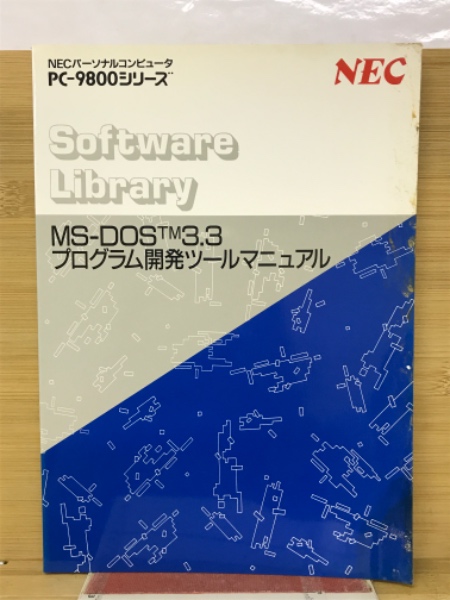 NECパーソナルコンピュータ
PC-9800シリーズ
NEC
Software
Library
MS-DOS™3.3
プログラム開発ツールマニュアル